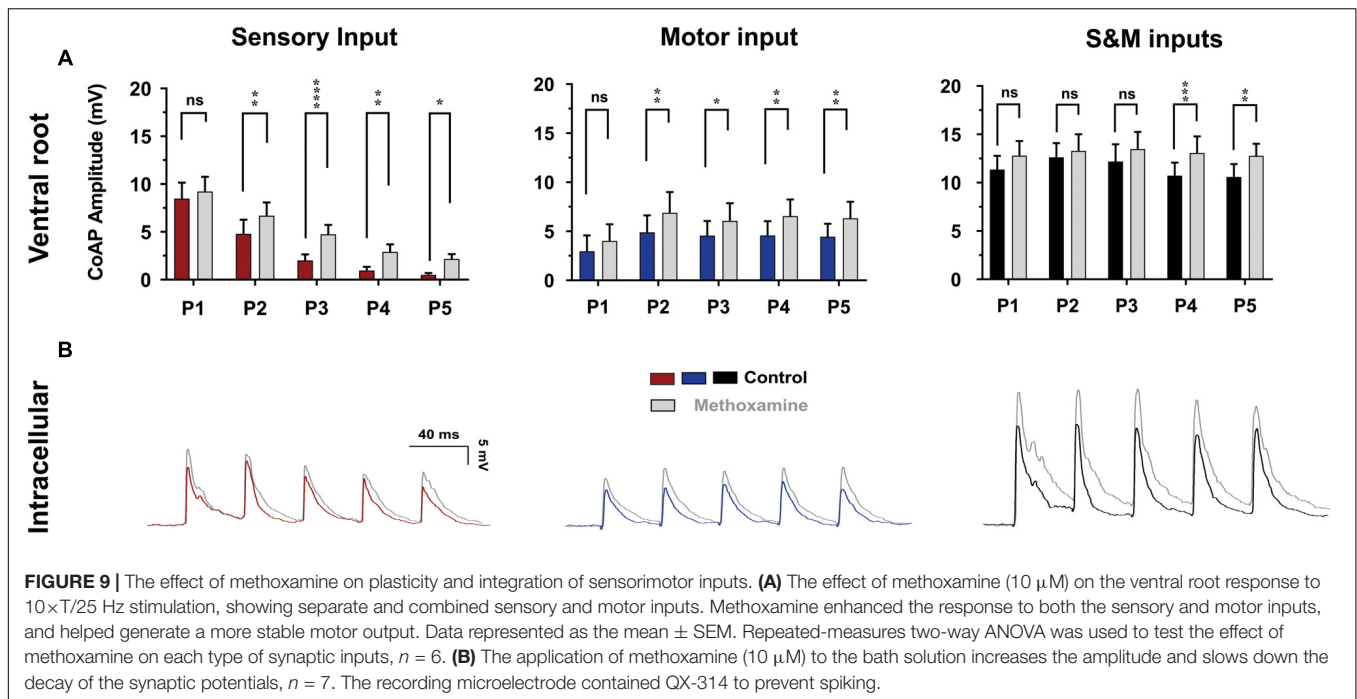 Sensory Input
Motor input
S&M inputs
A
Ventral root
CoAP Amplitude (mV)
20
15
10
5
0
ns
**
****
**
*
P1 P2 P3 P4 P5
20
15
10
5
0
ns
**
*
**
**
P1 P2 P3 P4 P5
20
15
10
5
0
ns
ns
ns
***
**
P1 P2 P3 P4 P5
B
Intracellular
Control
Methoxamine
40 ms
5 mV
FIGURE 9 | The effect of methoxamine on plasticity and integration of sensorimotor inputs. (A) The effect of methoxamine (10 μM) on the ventral root response to
10×T/25 Hz stimulation, showing separate and combined sensory and motor inputs. Methoxamine enhanced the response to both the sensory and motor inputs,
and helped generate a more stable motor output. Data represented as the mean ± SEM. Repeated-measures two-way ANOVA was used to test the effect of
methoxamine on each type of synaptic inputs, n = 6. (B) The application of methoxamine (10 μM) to the bath solution increases the amplitude and slows down the
decay of the synaptic potentials, n = 7. The recording microelectrode contained QX-314 to prevent spiking.